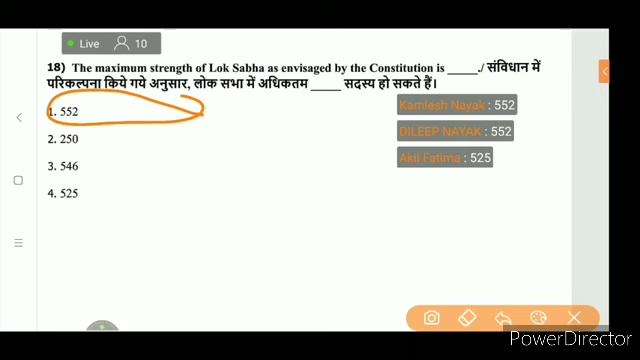 Live 10
18) The maximum strength of Lok Sabha as envisaged by the Constitution is _____./ संविधान में
परिकल्पना किये गये अनुसार, लोक सभा में अधिकतम _____ सदस्य हो सकते हैं।
1. 552
2. 250
3. 546
4. 525
Kamlesh Nayak : 552
DILEEP NAYAK : 552
Akil Fatima : 525
PowerDirector